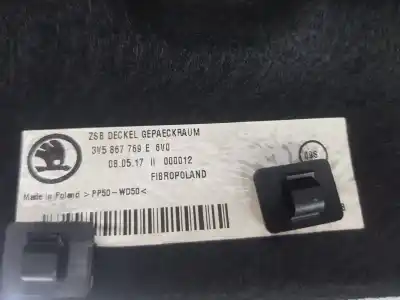 ZSB DECKEL GEPAECKRAUM
3V5 867 769 E 6V0
08.05.17 II 000012
FIBROPOLAND
Made in Poland >PP50-WD50<